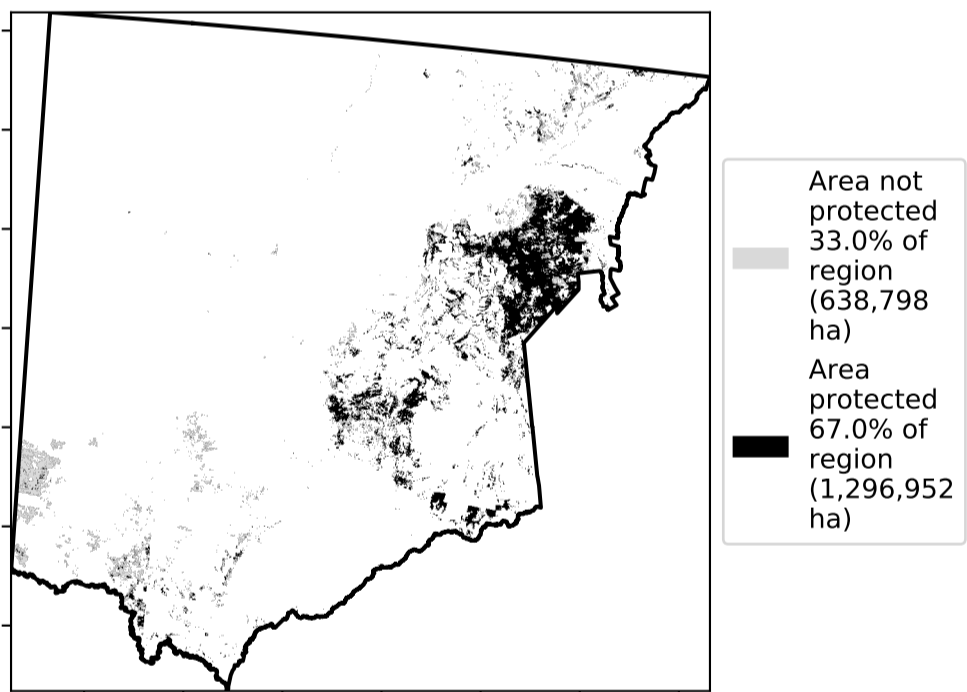 Area not
protected
33.0% of
region
(638,798
ha)
Area
protected
67.0% of
region
(1,296,952
ha)